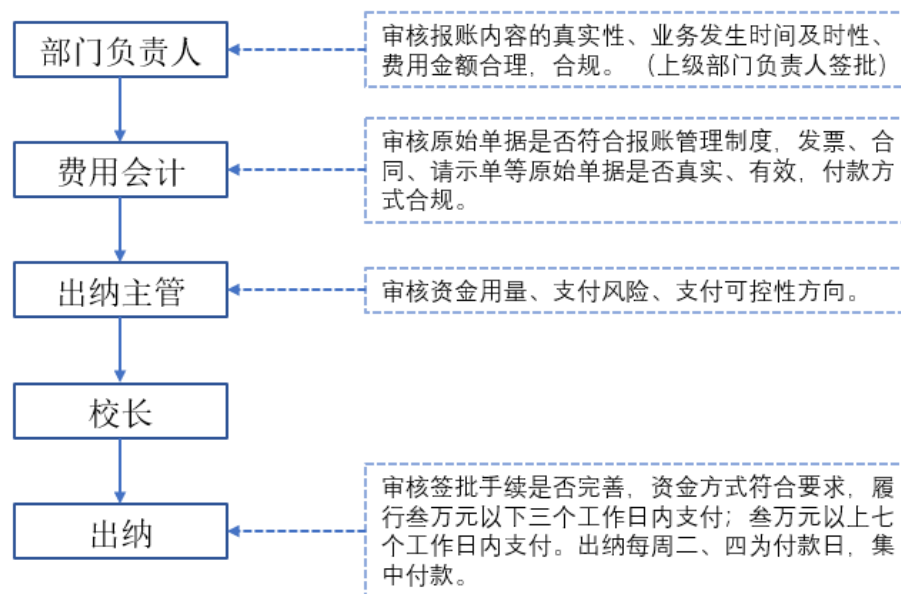 部门负责人
审核报账内容的真实性、业务发生时间及时性、
费用金额合理，合规。（上级部门负责人签批）
费用会计
审核原始单据是否符合报账管理制度，发票、合
同、请示单等原始单据是否真实、有效，付款方
式合规。
出纳主管
审核资金用量、支付风险、支付可控性方向。
校长
出纳
审核签批手续是否完善，资金方式符合要求，履
行叁万元以下三个工作日内支付；叁万元以上七
个工作日内支付。出纳每周二、四为付款日，集
中付款。